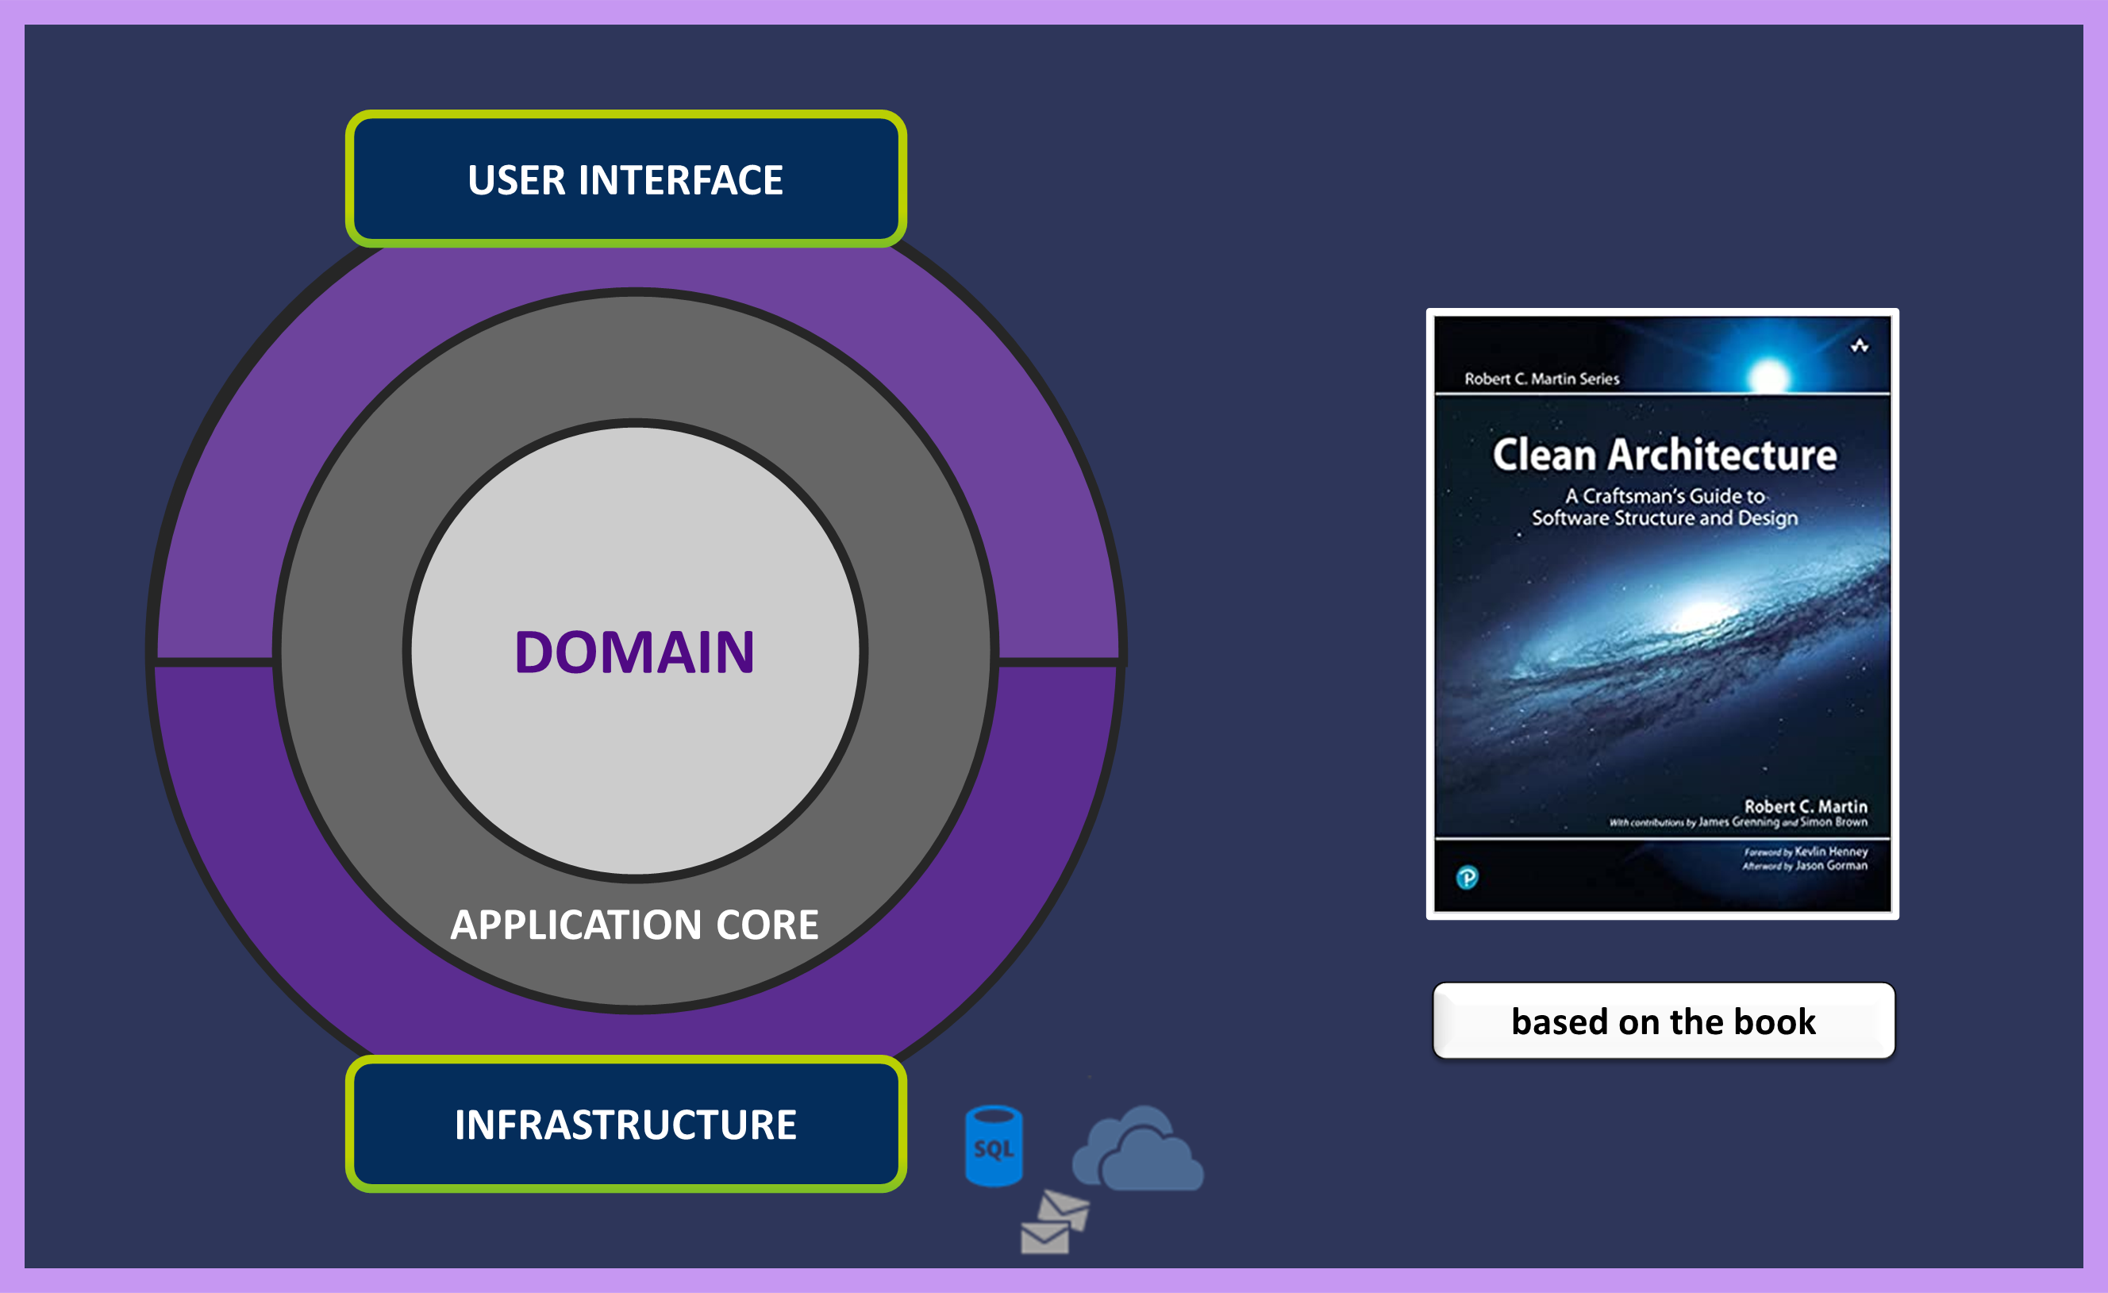 USER INTERFACE
DOMAIN
APPLICATION CORE
INFRASTRUCTURE
SQL
Robert C. Martin Series
Clean Architecture
A Craftsman's Guide to
Software Structure and Design
Robert C. Martin
With contributions by James Grenning and Simon Brown
Foreword by Kevlin Henney
Afterword by Jason Gorman
P
based on the book